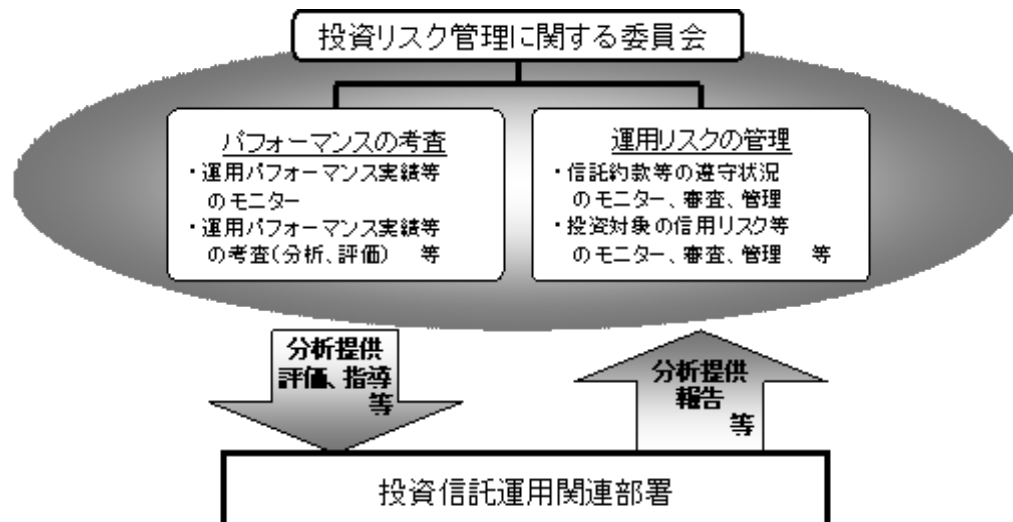 投資リスク管理に関する委員会
パフォーマンスの考査
・運用パフォーマンス実績等
のモニター
・運用パフォーマンス実績等
の考査(分析、評価) 等
運用リスクの管理
・信託約款等の遵守状況
のモニター、審査、管理
・投資対象の信用リスク等
のモニター、審査、管理 等
分析提供
評価、指導
等
分析提供
報告
等
投資信託運用関連部署